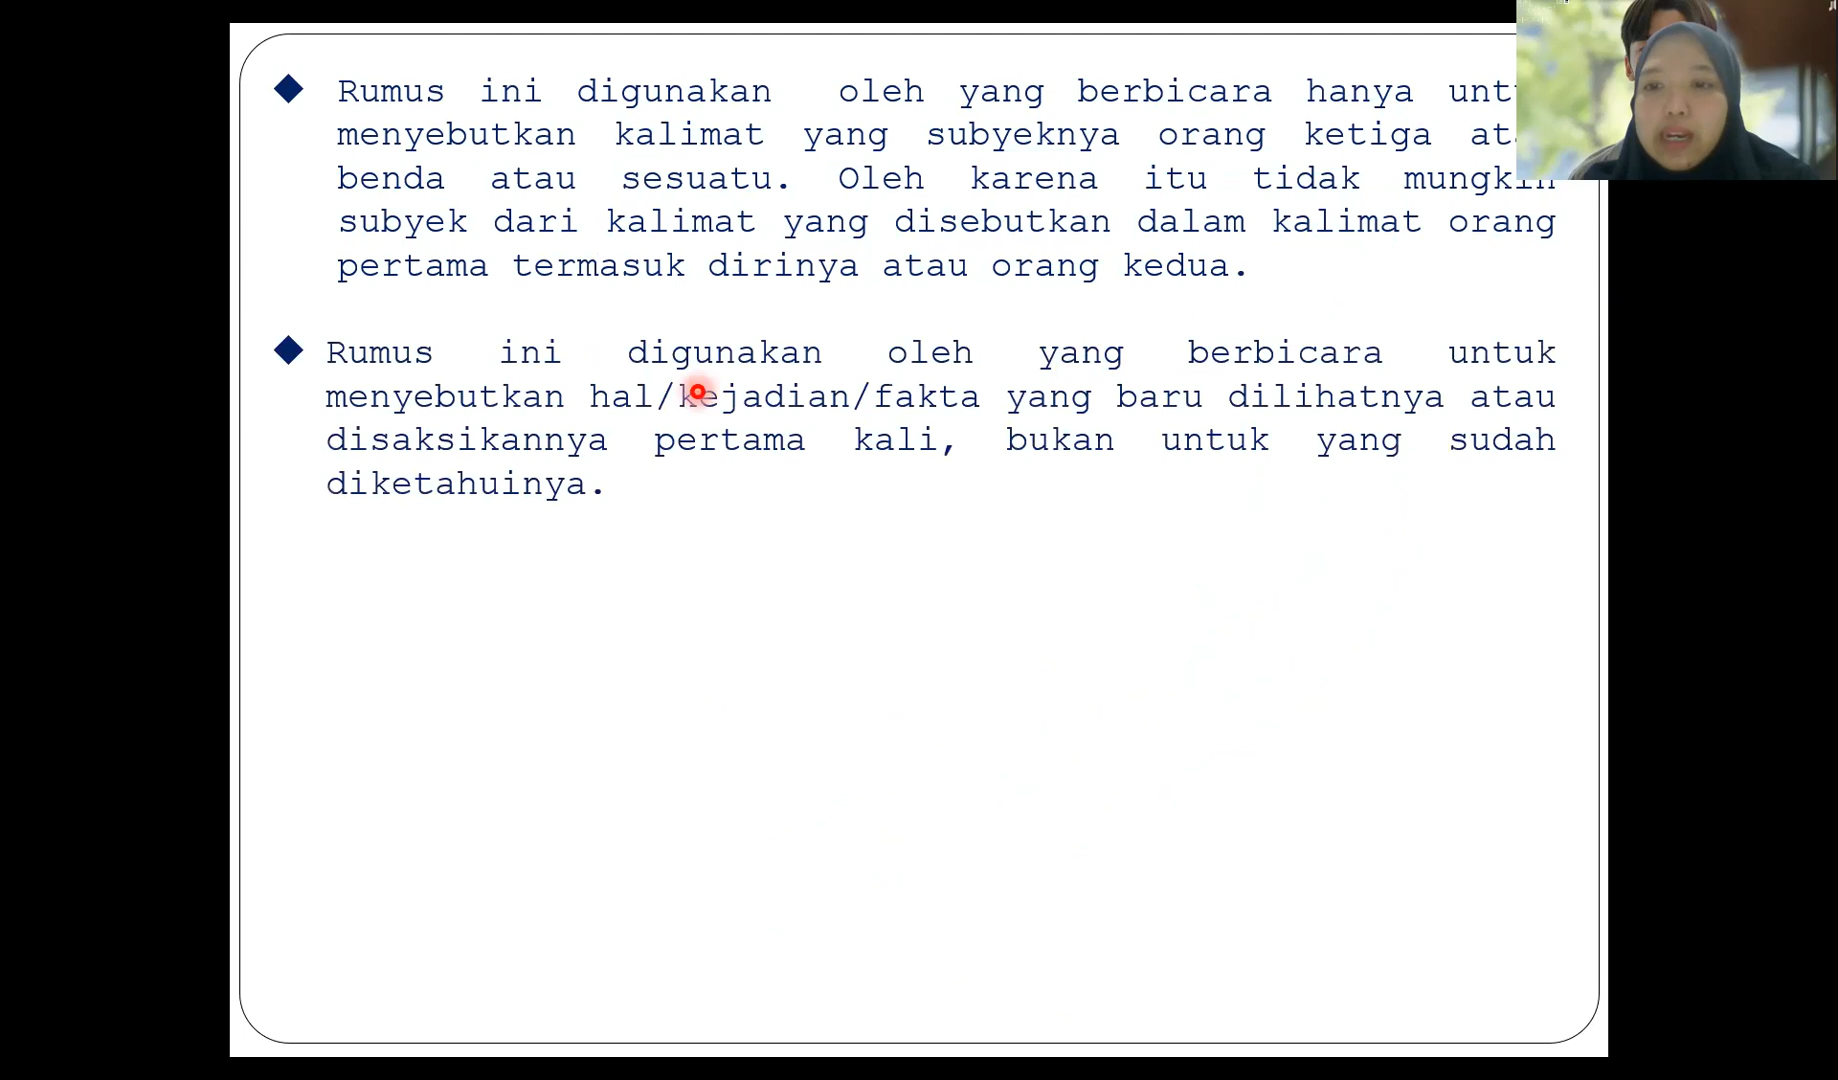 Rumus ini digunakan oleh yang berbicara hanya
menyebutkan kalimat yang subyeknya orang ketiga
benda atau sesuatu. Oleh karena itu tidak mungkin
subyek dari kalimat yang disebutkan dalam kalimat orang
pertama termasuk dirinya atau orang kedua.
Rumus ini digunakan oleh yang berbicara untuk
menyebutkan hal/kejadian/fakta yang baru dilihatnya atau
disaksikannya pertama kali, bukan untuk yang sudah
diketahuinya.